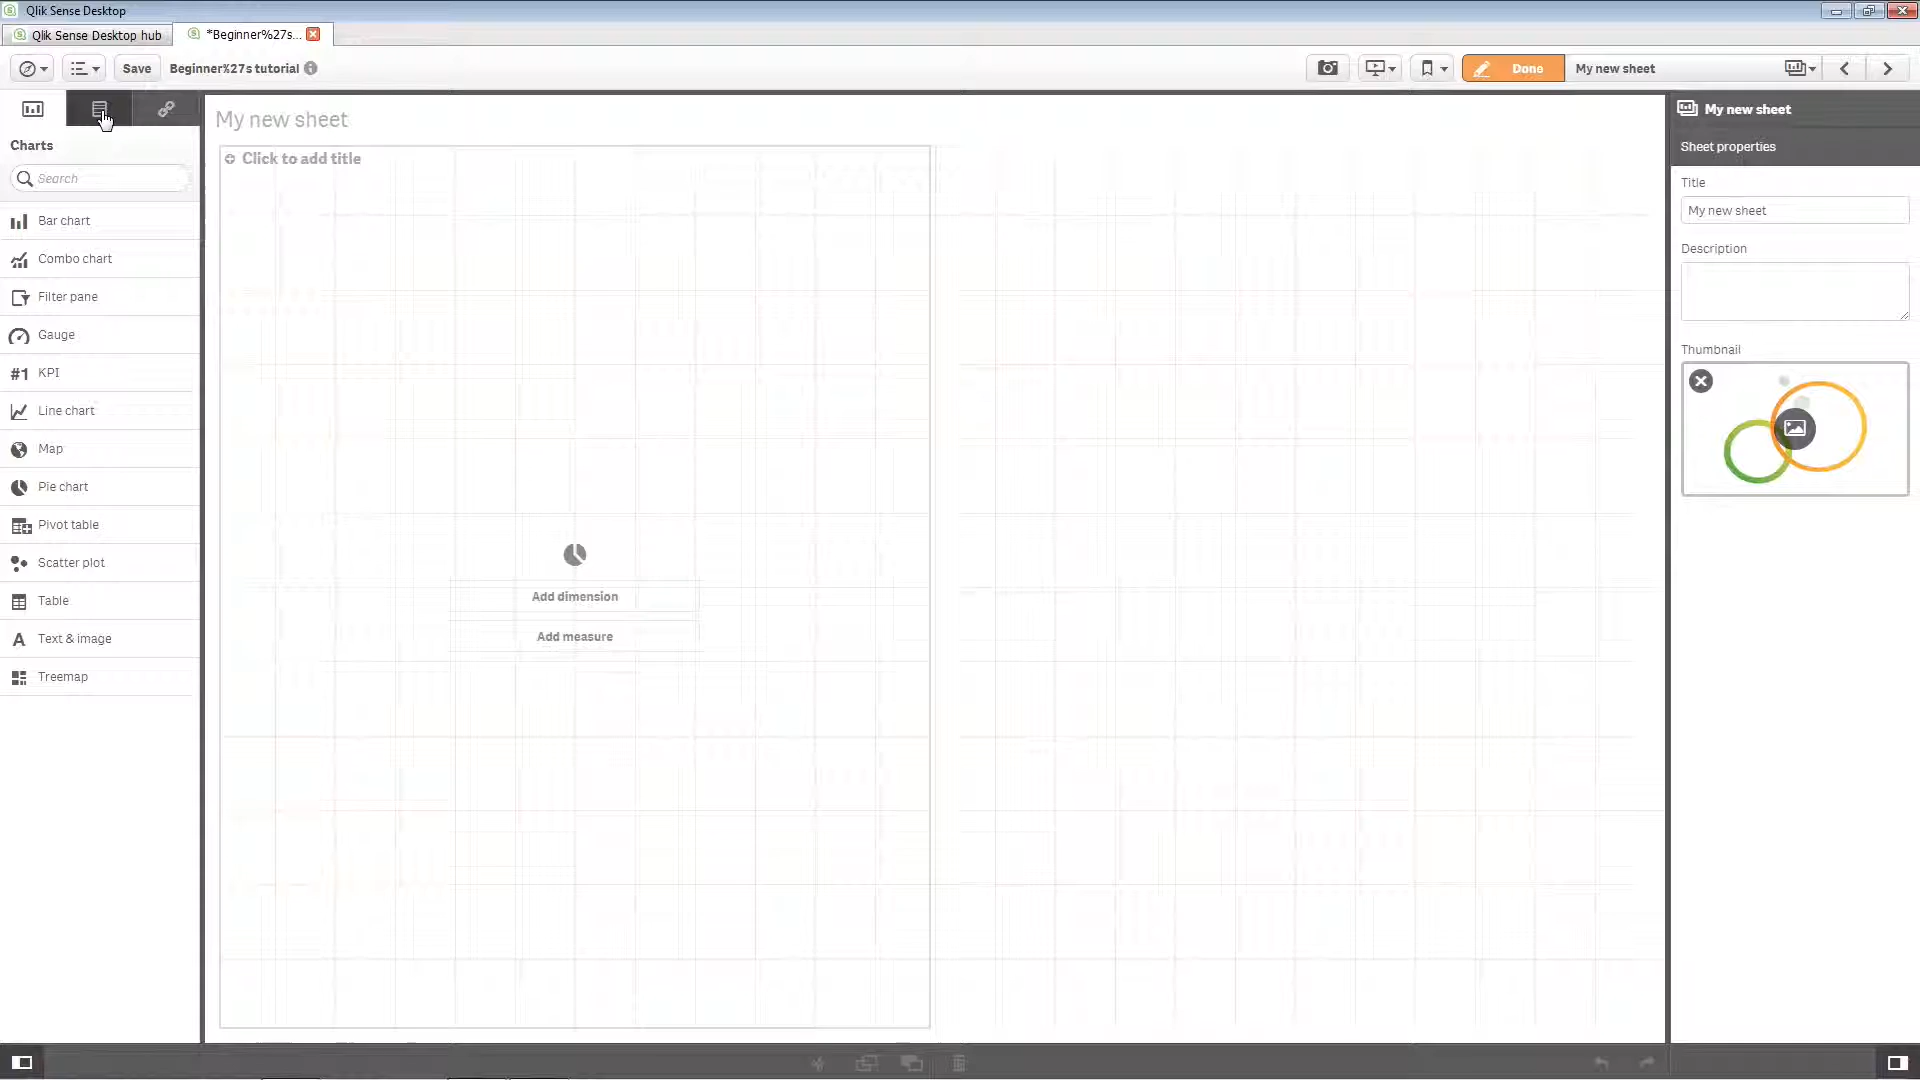 Qlik Sense Desktop
Qlik Sense Desktop hub
*Beginner%27s...
Save
Beginner%27s tutorial
Done
My new sheet
Charts
Search
Bar chart
Combo chart
Filter pane
Gauge
#1 KPI
Line chart
Map
Pie chart
Pivot table
Scatter plot
Table
A Text & image
Treemap
My new sheet
Click to add title
Add dimension
Add measure
My new sheet
Sheet properties
Title
My new sheet
Description
Thumbnail